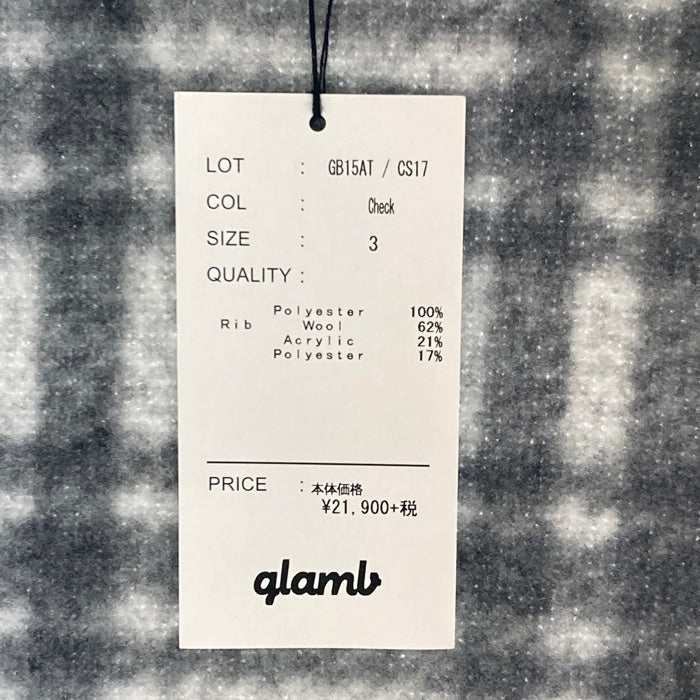 LOT : GB15AT / CS17
COL : Check
SIZE : 3
QUALITY :
Polyester 100%
Rib Wool 62%
Acrylic 21%
Polyester 17%
PRICE : 本体価格
¥21,900+税
glamb